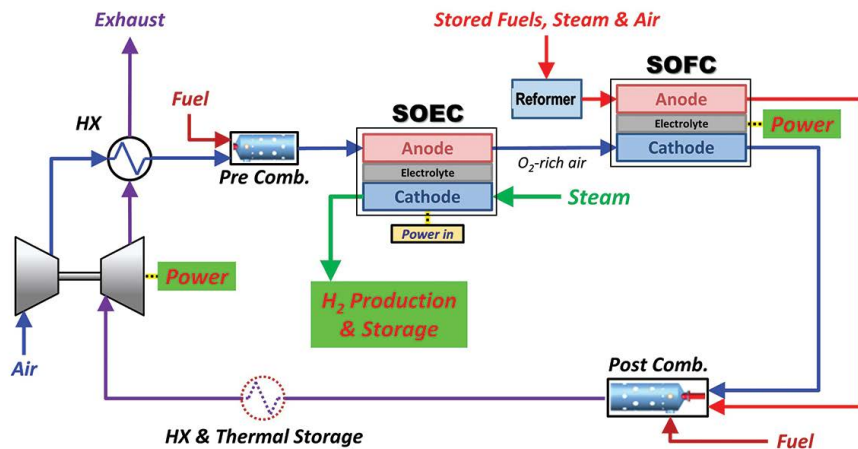 Exhaust
Stored Fuels, Steam & Air
SOFC
HX
Fuel
Reformer
Anode
Electrolyte
Power
Cathode
SOEC
Anode
Electrolyte
Cathode
Pre Comb.
O₂-rich air
Steam
Power in
Power
H₂ Production
& Storage
Air
Post Comb.
HX & Thermal Storage
Fuel